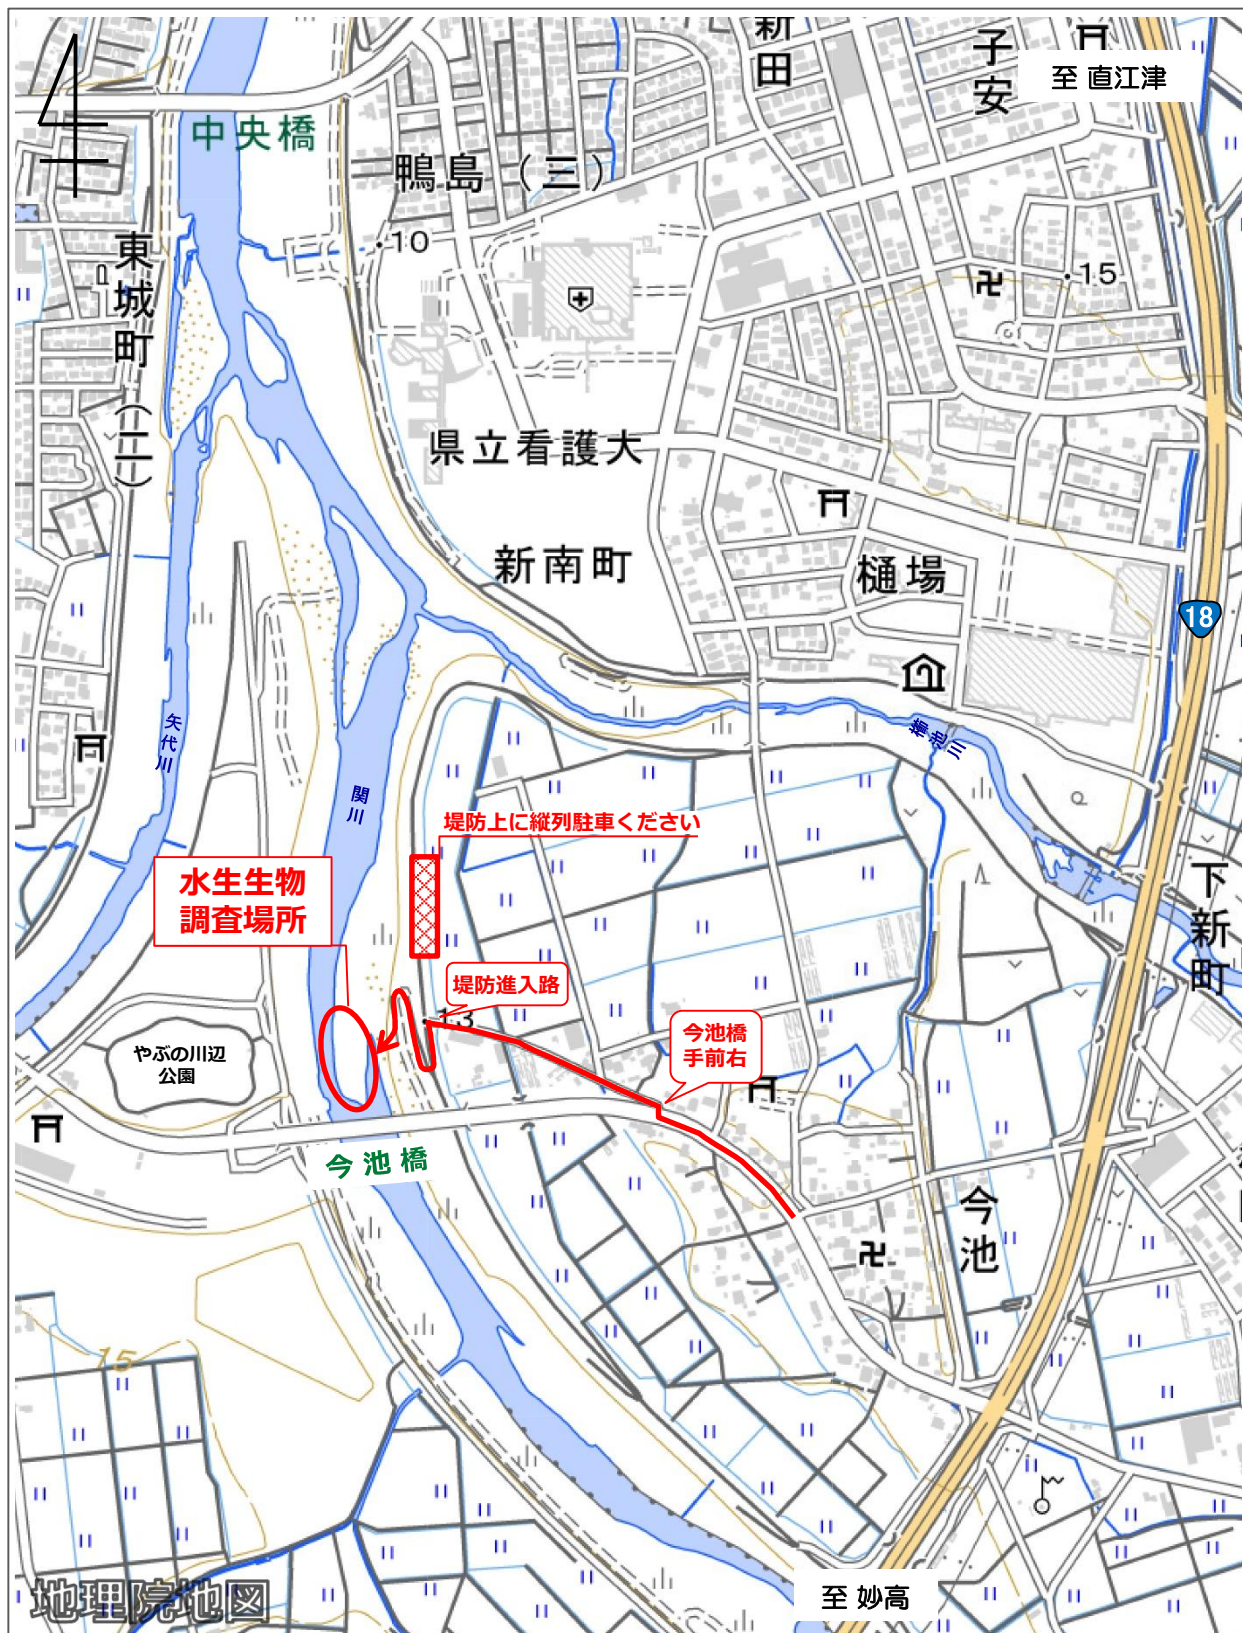 新田
子安
至 直江津
中央橋
鴨島(三)
10
東城町(二)
15
県立看護大
新南町
樋場
18
矢代川
関川
櫛池川
堤防上に縦列駐車ください
水生生物
調査場所
下新町
堤防進入路
13
今池橋
手前右
やぶの川辺
公園
今池橋
今池
15
至 妙高
地理院地図